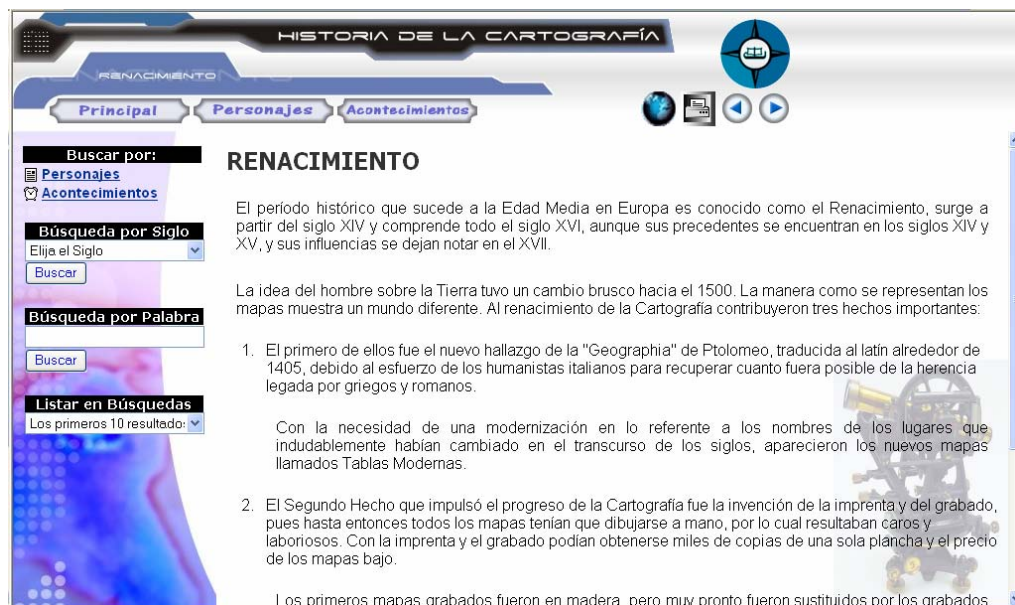 HISTORIA DE LA CARTOGRAFÍA
RENACIMIENTO
Principal
Personajes
Acontecimientos
Buscar por:
Personajes
Acontecimientos
Búsqueda por Siglo
Elija el Siglo
Buscar
Búsqueda por Palabra
Buscar
Listar en Búsquedas
Los primeros 10 resultado:
RENACIMIENTO
El período histórico que sucede a la Edad Media en Europa es conocido como el Renacimiento, surge a
partir del siglo XIV y comprende todo el siglo XVI, aunque sus precedentes se encuentran en los siglos XIV y
XV, y sus influencias se dejan notar en el XVII.
La idea del hombre sobre la Tierra tuvo un cambio brusco hacia el 1500. La manera como se representan los
mapas muestra un mundo diferente. Al renacimiento de la Cartografía contribuyeron tres hechos importantes:
1. El primero de ellos fue el nuevo hallazgo de la "Geographia" de Ptolomeo, traducida al latín alrededor de
1405, debido al esfuerzo de los humanistas italianos para recuperar cuanto fuera posible de la herencia
legada por griegos y romanos.
Con la necesidad de una modernización en lo referente a los nombres de los lugares que
indudablemente habían cambiado en el transcurso de los siglos, aparecieron los nuevos mapas
llamados Tablas Modernas.
2. El Segundo Hecho que impulsó el progreso de la Cartografía fue la invención de la imprenta y del grabado,
pues hasta entonces todos los mapas tenían que dibujarse a mano, por lo cual resultaban caros y
laboriosos. Con la imprenta y el grabado podían obtenerse miles de copias de una sola plancha y el precio
de los mapas bajo.
Los primeros mapas grabados fueron en madera, pero muy pronto fueron sustituidos por los grabados